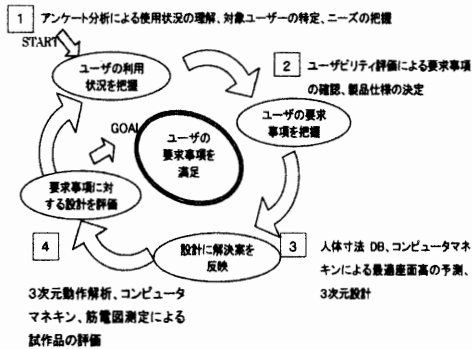 1 アンケート分析による使用状況の理解、対象ユーザーの特定、ニーズの把握
START
ユーザの利用
状況を把握
2 ユーザビリティ評価による要求事項
の確認、製品仕様の決定
ユーザの要求
事項を把握
GOAL
ユーザの
要求事項を
満足
要求事項に対
する設計を評価
4
設計に解決案を
反映
3 人体寸法 DB、コンピュータマネ
キンによる最適座面高の予測、
3次元設計
3次元動作解析、コンピュータ
マネキン、筋電図測定による
試作品の評価